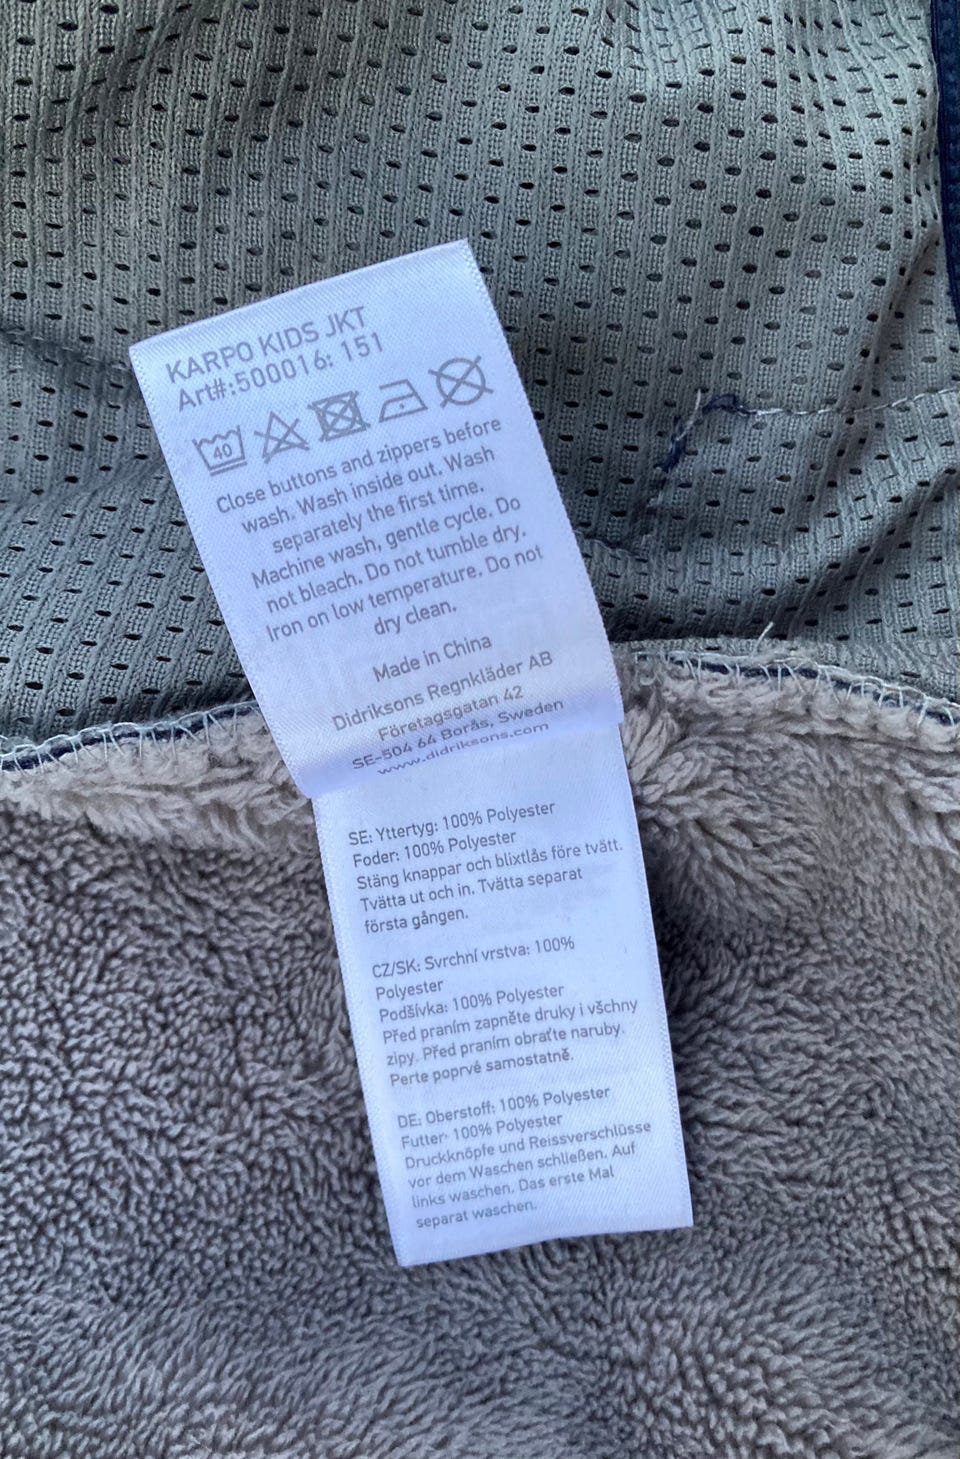 KARPO KIDS JKT
Art#:500016: 151
40
Close buttons and zippers before
wash. Wash inside out. Wash
separately the first time.
Machine wash, gentle cycle. Do
not bleach. Do not tumble dry.
Iron on low temperature. Do not
dry clean.
Made in China
Didriksons Regnkläder AB
Företagsgatan 42
SE-504 64 Borås, Sweden
www.didriksons.com
SE: Yttertyg: 100% Polyester
Foder: 100% Polyester
Stäng knappar och blixtlås före tvätt.
Tvätta ut och in. Tvätta separat
första gången.
CZ/SK: Svrchní vrstva: 100%
Polyester
Podšívka: 100% Polyester
Před praním zapněte druky i všchny
zipy. Před praním obraťte naruby.
Perte poprvé samostatně.
DE: Oberstoff: 100% Polyester
Futter: 100% Polyester
Druckknöpfe und Reissverschlüsse
vor dem Waschen schließen. Auf
links waschen. Das erste Mal
separat waschen.